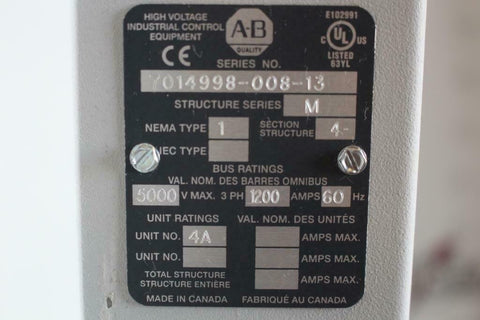 HIGH VOLTAGE
INDUSTRIAL CONTROL
EQUIPMENT
CE
A-B
QUALITY
E102991
UL
LISTED
63YL
SERIES NO.
7014998-008-13
STRUCTURE SERIES M
NEMA TYPE 1 SECTION STRUCTURE 4-
IEC TYPE
BUS RATINGS
VAL. NOM. DES BARRES OMNIBUS
5000 V MAX. 3 PH 1200 AMPS 60 Hz
UNIT RATINGS VAL. NOM. DES UNITÉS
UNIT NO. 4A AMPS MAX.
UNIT NO. AMPS MAX.
TOTAL STRUCTURE
STRUCTURE ENTIÈRE AMPS MAX.
MADE IN CANADA FABRIQUÉ AU CANADA